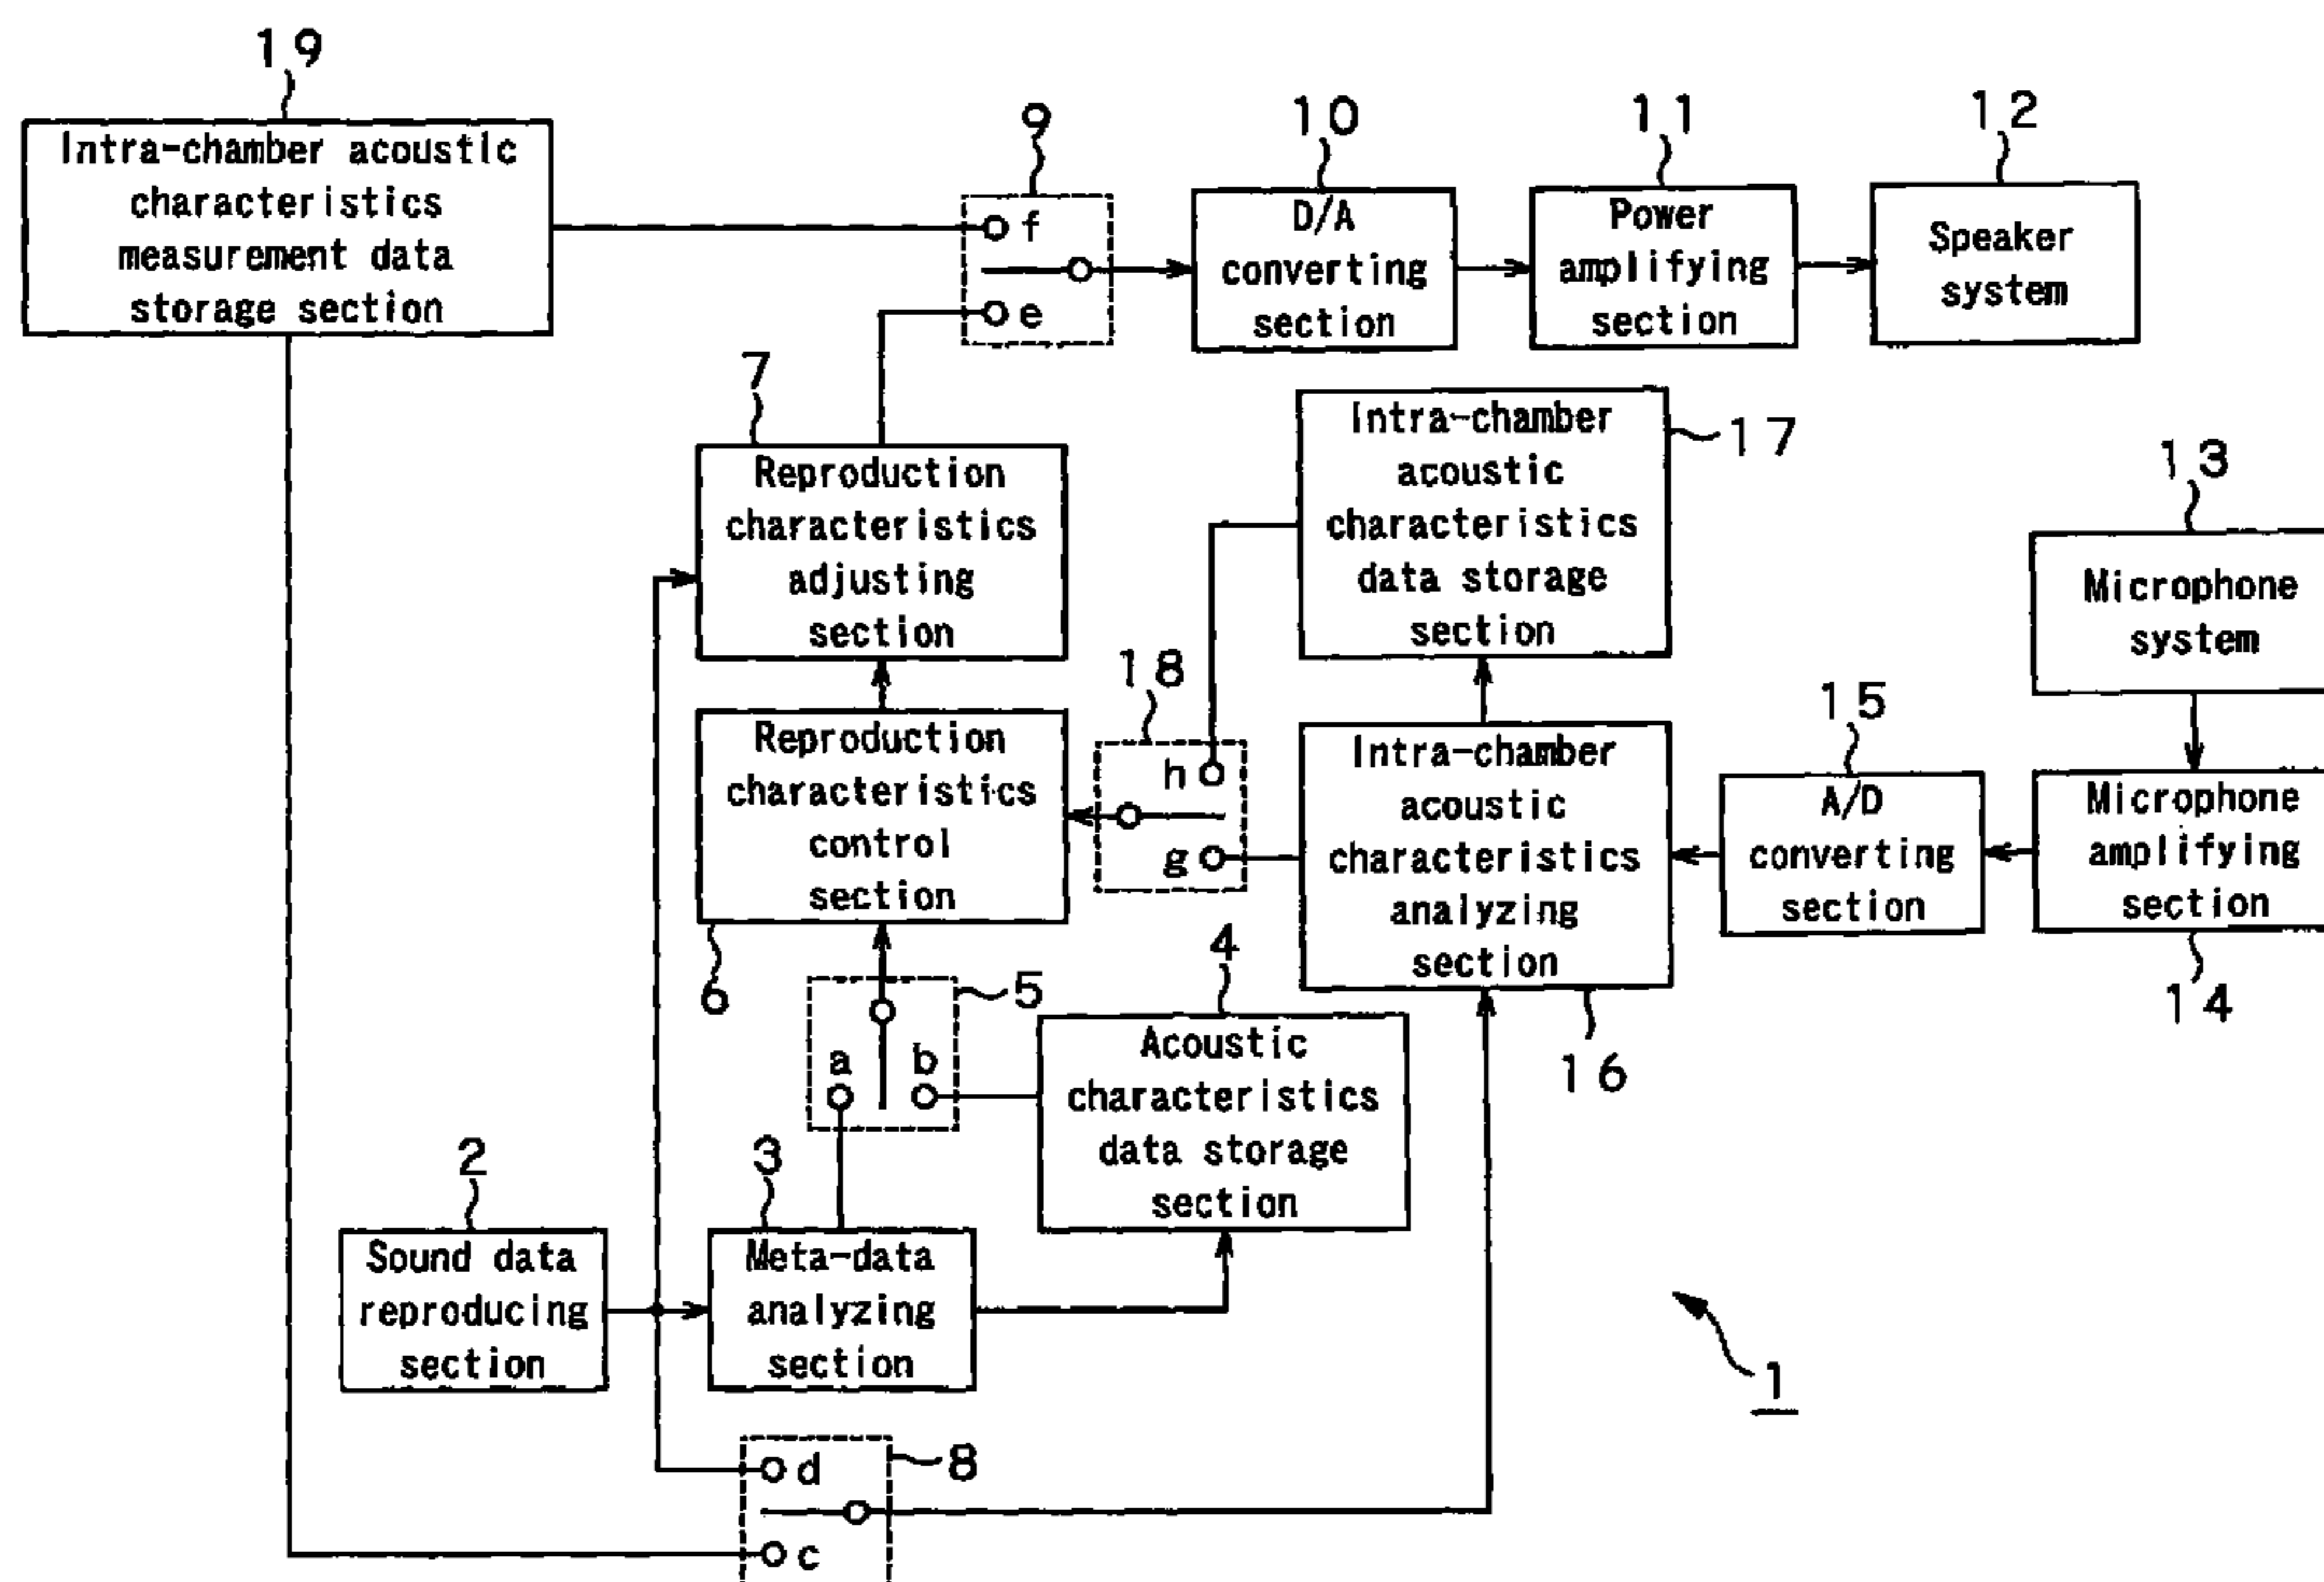 19
Intra-chamber acoustic
characteristics
measurement data
storage section
9
f
e
10
D/A
converting
section
11
Power
amplifying
section
12
Speaker
system
7
Reproduction
characteristics
adjusting
section
Intra-chamber
acoustic
characteristics
data storage
section
17
13
Microphone
system
18
h
g
Reproduction
characteristics
control
section
6
Intra-chamber
acoustic
characteristics
analyzing
section
16
15
A/D
converting
section
Microphone
amplifying
section
14
5
a
b
4
Acoustic
characteristics
data storage
section
2
Sound data
reproducing
section
3
Meta-data
analyzing
section
1
8
d
c